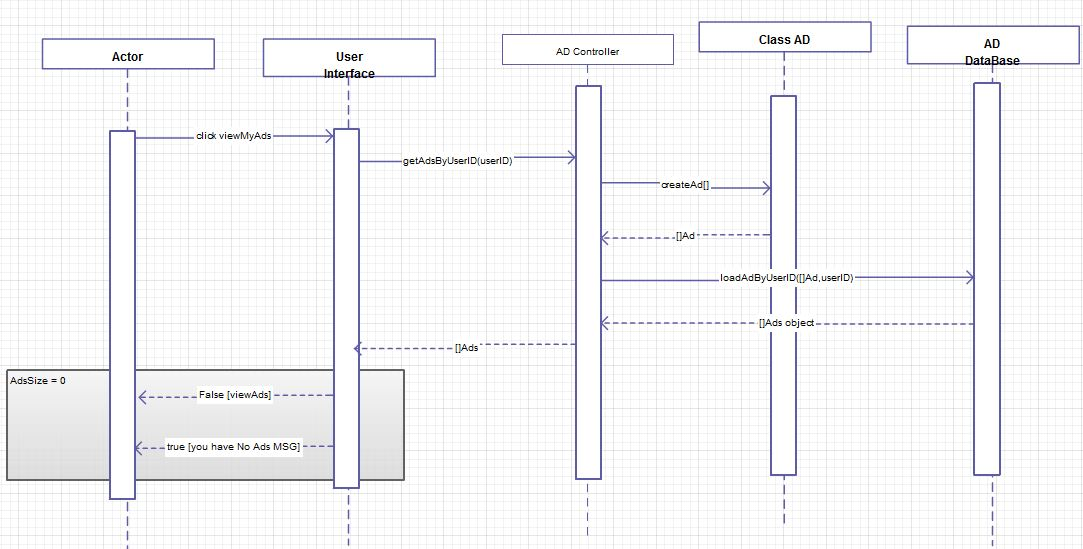 Actor
User
Interface
AD Controller
Class AD
AD
DataBase
click viewMyAds
getAdsByUserID(userID)
createAd[]
[]Ad
loadAdByUserID([]Ad,userID)
[]Ads object
[]Ads
AdsSize = 0
False [viewAds]
true [you have No Ads MSG]